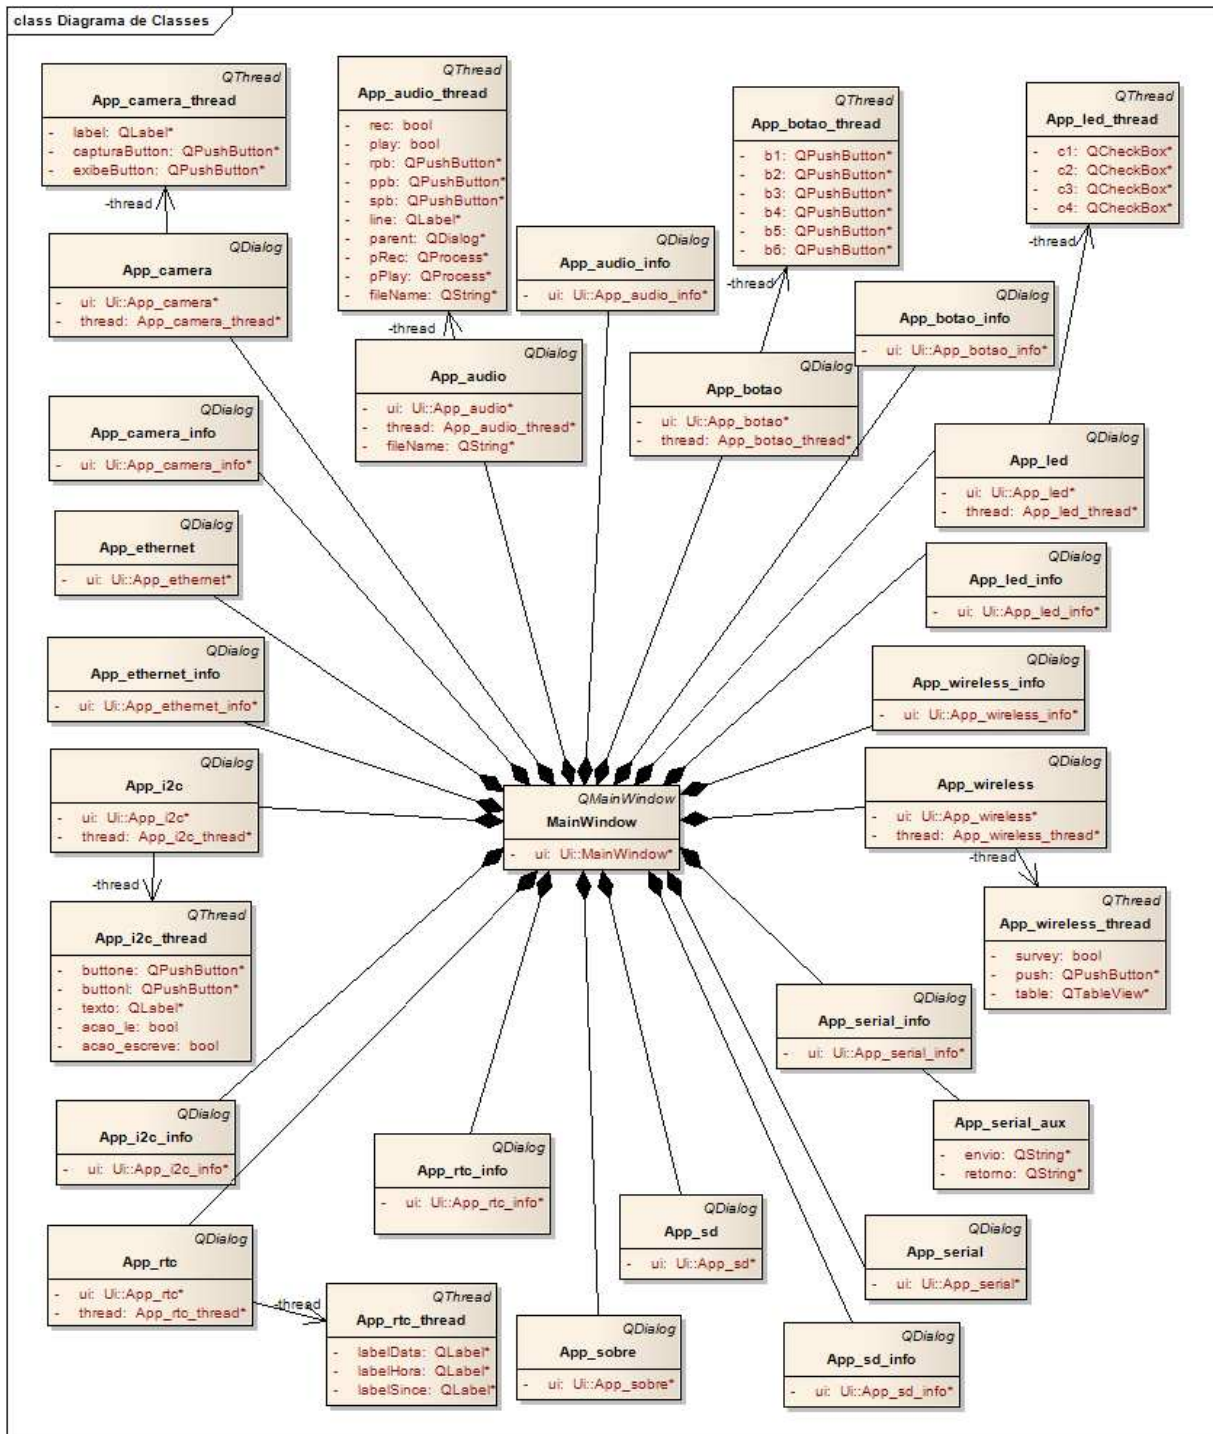 class Diagrama de Classes
QThread
App_camera_thread
- label: QLabel*
- capturaButton: QPushButton*
- exibeButton: QPushButton*
-thread
QDialog
App_camera
- ui: Ui::App_camera*
- thread: App_camera_thread*
QThread
App_audio_thread
- rec: bool
- play: bool
- rpb: QPushButton*
- ppb: QPushButton*
- spb: QPushButton*
- line: QLabel*
- parent: QDialog*
- pRec: QProcess*
- pPlay: QProcess*
- fileName: QString*
-thread
QDialog
App_audio
- ui: Ui::App_audio*
- thread: App_audio_thread*
- fileName: QString*
QDialog
App_audio_info
- ui: Ui::App_audio_info*
QThread
App_botao_thread
- b1: QPushButton*
- b2: QPushButton*
- b3: QPushButton*
- b4: QPushButton*
- b5: QPushButton*
- b6: QPushButton*
-thread
QDialog
App_botao
- ui: Ui::App_botao*
- thread: App_botao_thread*
QDialog
App_botao_info
- ui: Ui::App_botao_info*
QThread
App_led_thread
- c1: QCheckBox*
- c2: QCheckBox*
- c3: QCheckBox*
- c4: QCheckBox*
-thread
QDialog
App_led
- ui: Ui::App_led*
- thread: App_led_thread*
QDialog
App_camera_info
- ui: Ui::App_camera_info*
QDialog
App_ethernet
- ui: Ui::App_ethernet*
QDialog
App_led_info
- ui: Ui::App_led_info*
QDialog
App_ethernet_info
- ui: Ui::App_ethernet_info*
QDialog
App_wireless_info
- ui: Ui::App_wireless_info*
QDialog
App_i2c
- ui: Ui::App_i2c*
- thread: App_i2c_thread*
-thread
QMainWindow
MainWindow
- ui: Ui::MainWindow*
QDialog
App_wireless
- ui: Ui::App_wireless*
- thread: App_wireless_thread*
-thread
QThread
App_i2c_thread
- buttone: QPushButton*
- buttonl: QPushButton*
- texto: QLabel*
- acao_le: bool
- acao_escreve: bool
QThread
App_wireless_thread
- survey: bool
- push: QPushButton*
- table: QTableView*
QDialog
App_serial_info
- ui: Ui::App_serial_info*
QDialog
App_i2c_info
- ui: Ui::App_i2c_info*
QDialog
App_rtc_info
- ui: Ui::App_rtc_info*
App_serial_aux
- envio: QString*
- retorno: QString*
QDialog
App_rtc
- ui: Ui::App_rtc*
- thread: App_rtc_thread*
-thread
QDialog
App_sd
- ui: Ui::App_sd*
QDialog
App_serial
- ui: Ui::App_serial*
QThread
App_rtc_thread
- labelData: QLabel*
- labelHora: QLabel*
- labelSince: QLabel*
QDialog
App_sobre
- ui: Ui::App_sobre*
QDialog
App_sd_info
- ui: Ui::App_sd_info*